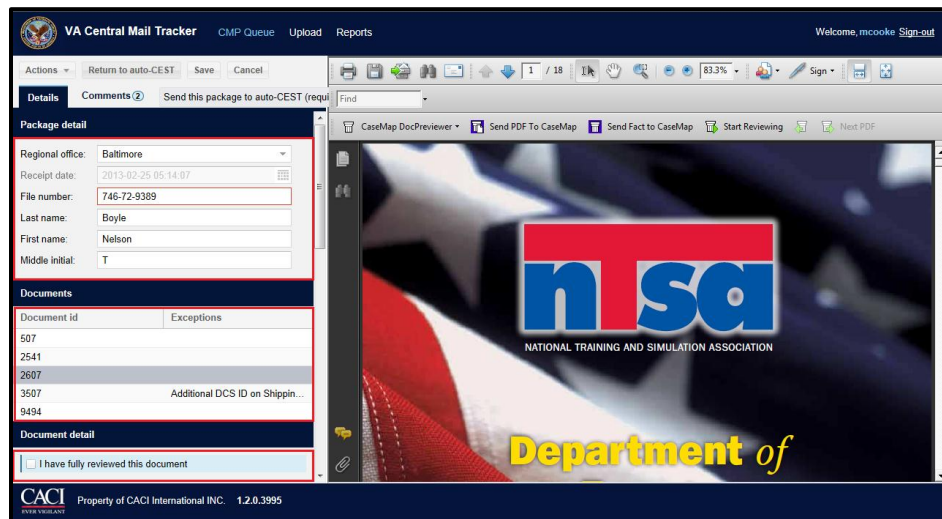 VA Central Mail Tracker CMP Queue Upload Reports Welcome, mcooke Sign-out
Actions Return to auto-CEST Save Cancel
1 / 18 83.3% Sign
Details Comments 2 Send this package to auto-CEST (requi
Find
Package detail
CaseMap DocPreviewer Send PDF To CaseMap Send Fact to CaseMap Start Reviewing Next PDF
Regional office: Baltimore
Receipt date: 2013-02-25 05:14:07
File number: 746-72-9389
Last name: Boyle
First name: Nelson
Middle initial: T
Documents
Document id Exceptions
507
2541
2607
3507 Additional DCS ID on Shippin...
9494
Document detail
I have fully reviewed this document
nTsa
NATIONAL TRAINING AND SIMULATION ASSOCIATION
Department of
CACI
EVER VIGILANT
Property of CACI International INC. 1.2.0.3995